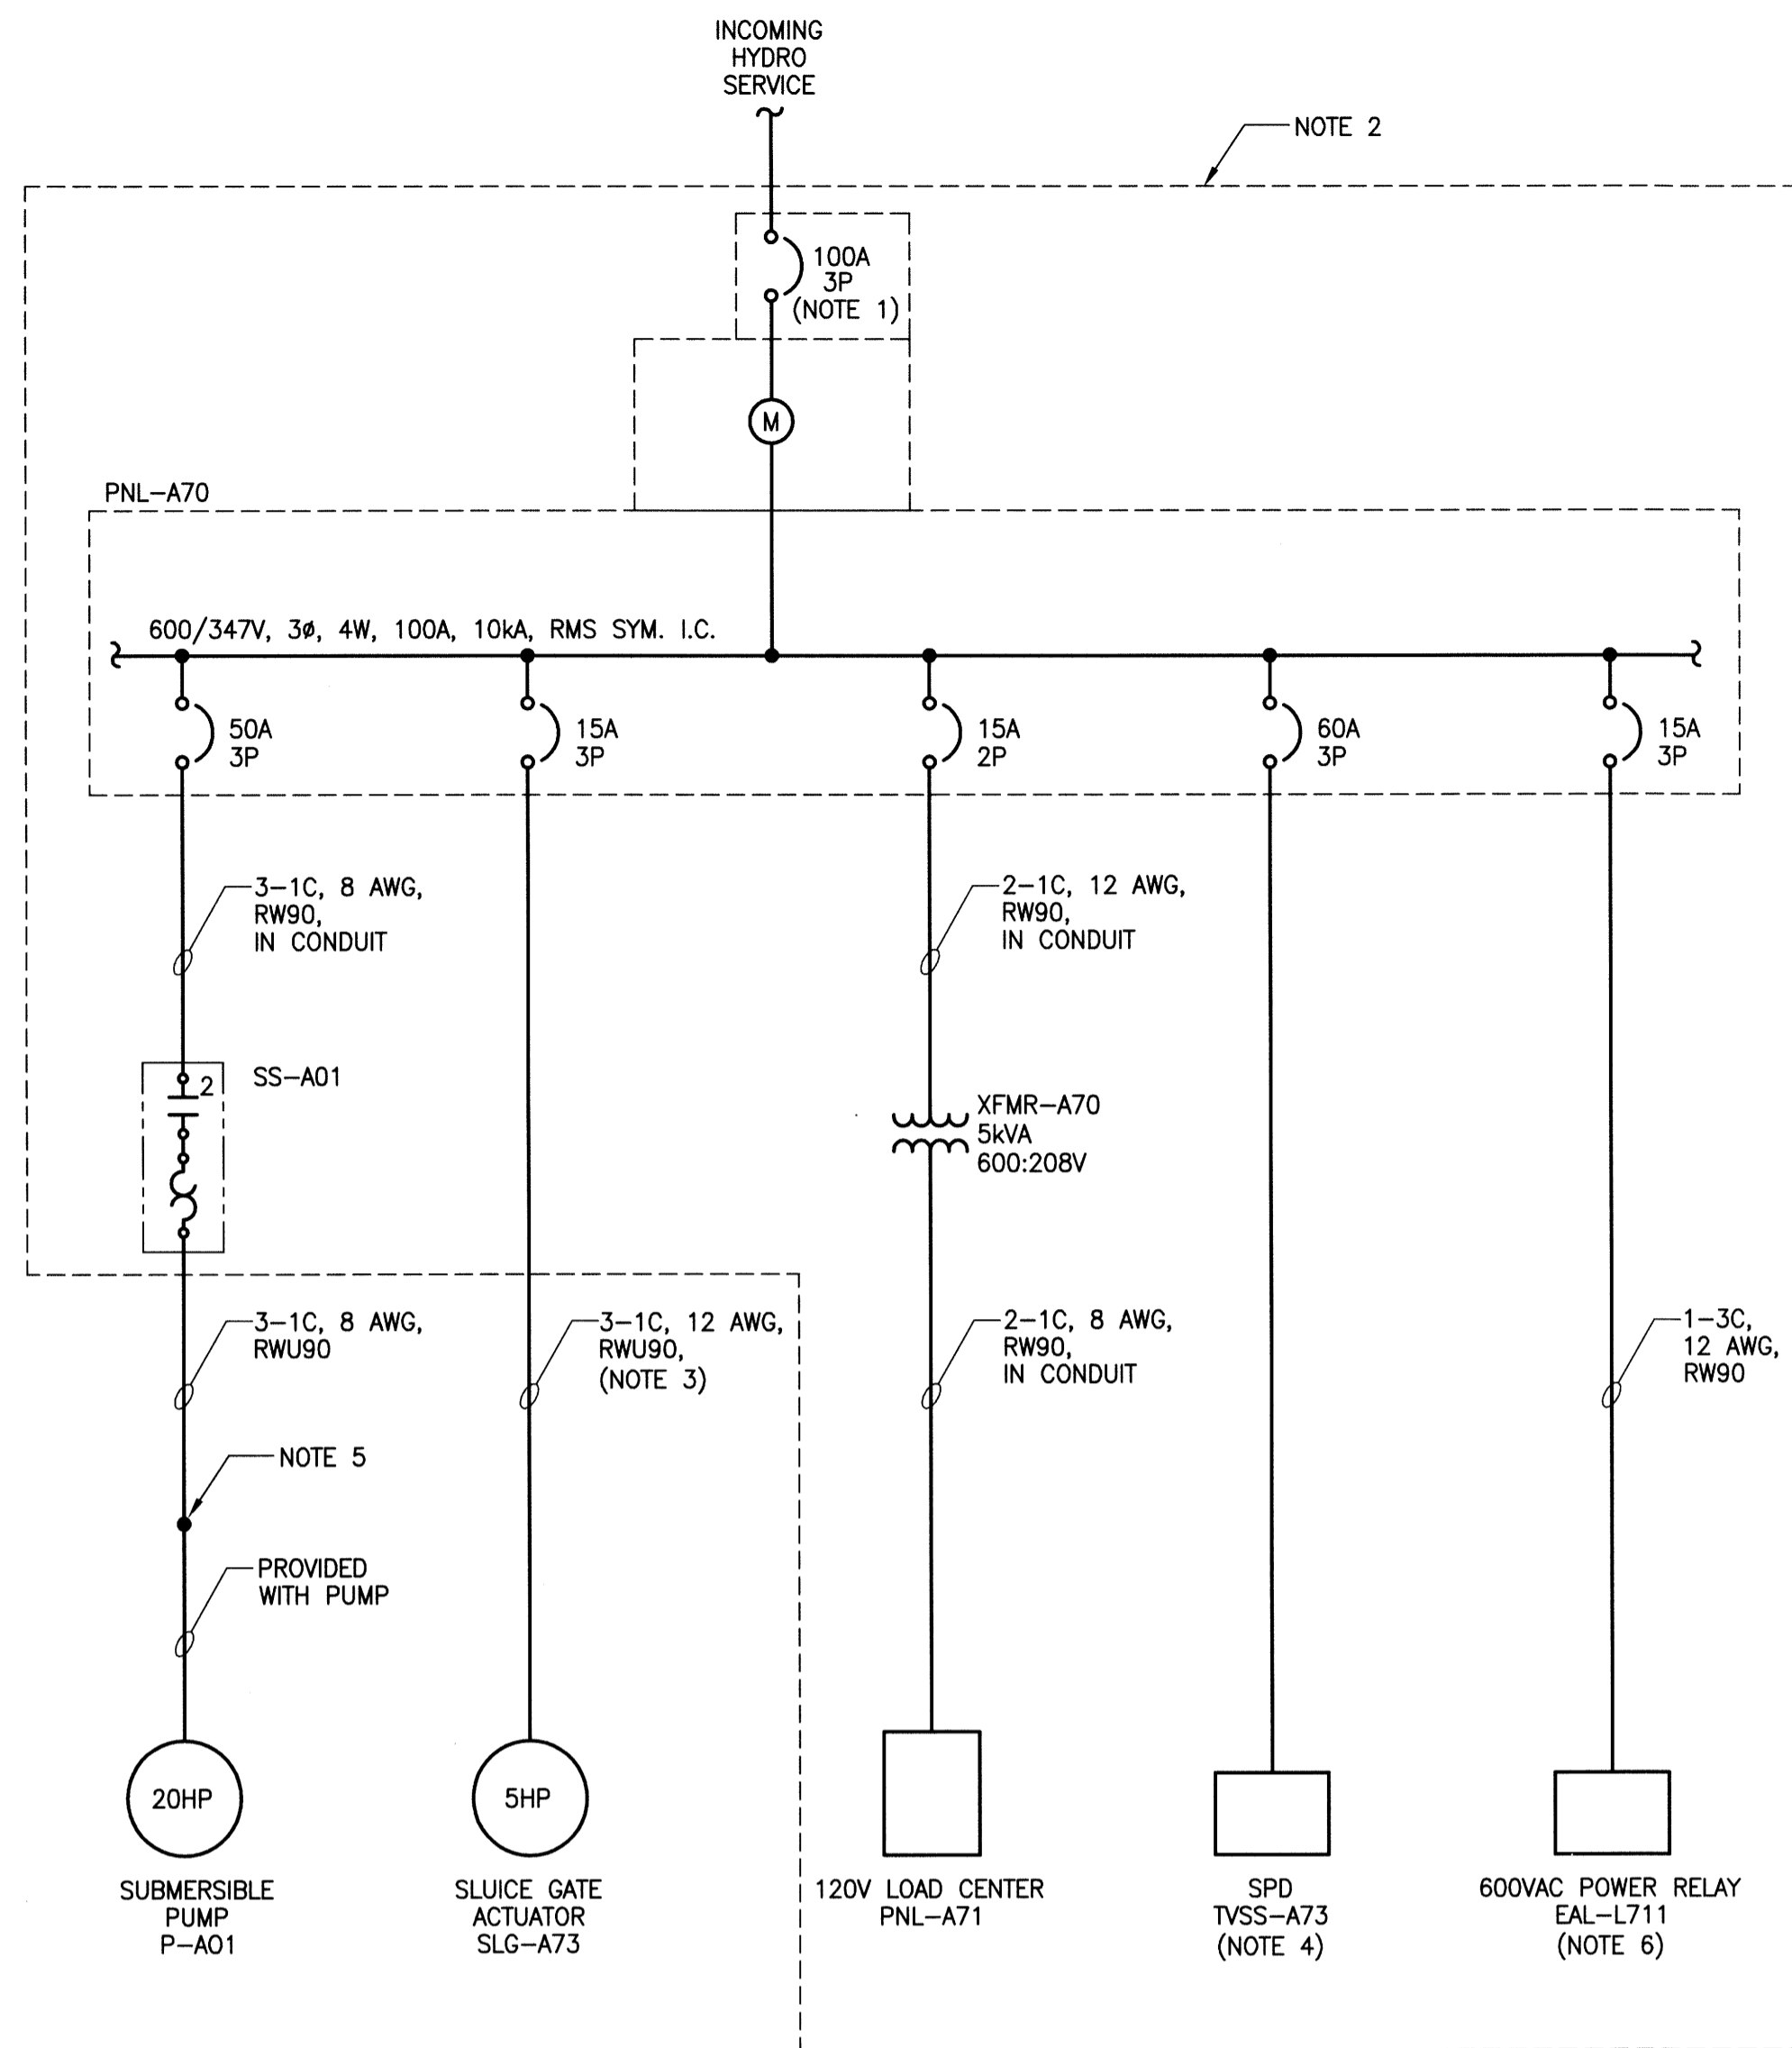 INCOMING
HYDRO
SERVICE
NOTE 2
100A
3P
(NOTE 1)
M
PNL-A70
600/347V, 3ø, 4W, 100A, 10kA, RMS SYM. I.C.
50A
3P
15A
3P
15A
2P
60A
3P
15A
3P
3-1C, 8 AWG,
RW90,
IN CONDUIT
2-1C, 12 AWG,
RW90,
IN CONDUIT
2
SS-A01
XFMR-A70
5kVA
600:208V
3-1C, 8 AWG,
RWU90
3-1C, 12 AWG,
RWU90,
(NOTE 3)
2-1C, 8 AWG,
RW90,
IN CONDUIT
1-3C,
12 AWG,
RW90
NOTE 5
PROVIDED
WITH PUMP
20HP
5HP
SUBMERSIBLE
PUMP
P-A01
SLUICE GATE
ACTUATOR
SLG-A73
120V LOAD CENTER
PNL-A71
SPD
TVSS-A73
(NOTE 4)
600VAC POWER RELAY
EAL-L711
(NOTE 6)